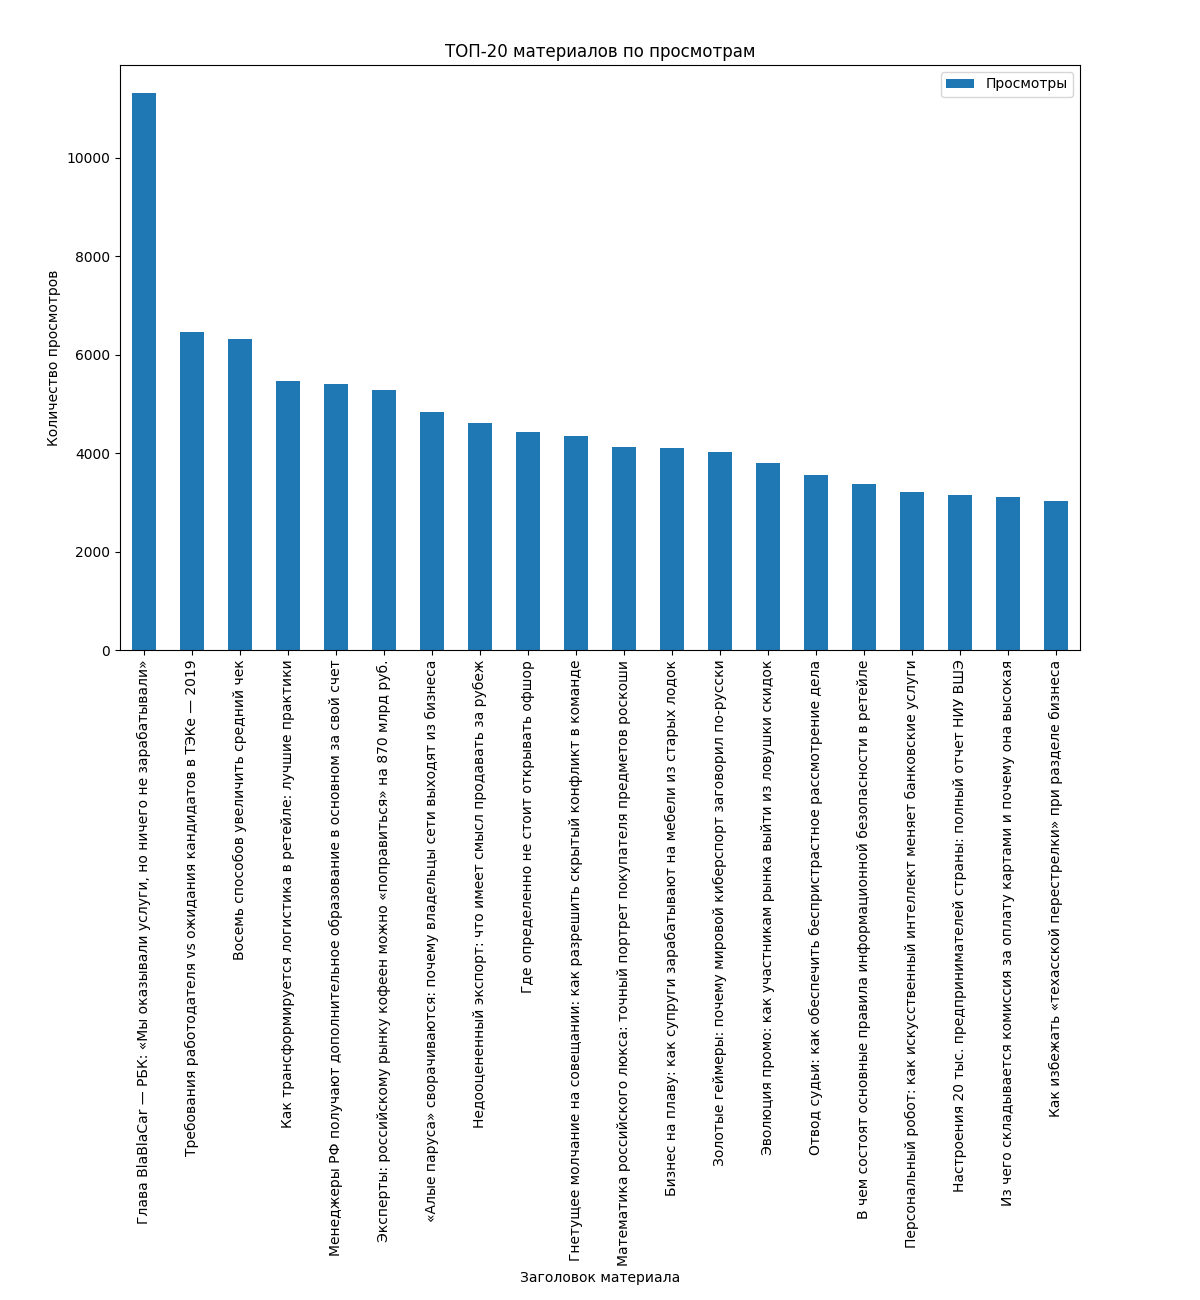 ТОП-20 материалов по просмотрам
Просмотры
Количество просмотров
10000
8000
6000
4000
2000
0
Глава BlaBlaCar — РБК: «Мы оказывали услуги, но ничего не зарабатывали»
Требования работодателя vs ожидания кандидатов в ТЭКе — 2019
Восемь способов увеличить средний чек
Как трансформируется логистика в ретейле: лучшие практики
Менеджеры РФ получают дополнительное образование в основном за свой счет
Эксперты: российскому рынку кофеен можно «поправиться» на 870 млрд руб.
«Алые паруса» сворачиваются: почему владельцы сети выходят из бизнеса
Недооцененный экспорт: что имеет смысл продавать за рубеж
Где определенно не стоит открывать офшор
Гнетущее молчание на совещании: как разрешить скрытый конфликт в команде
Математика российского люкса: точный портрет покупателя предметов роскоши
Бизнес на плаву: как супруги зарабатывают на мебели из старых лодок
Золотые геймеры: почему мировой киберспорт заговорил по-русски
Эволюция промо: как участникам рынка выйти из ловушки скидок
Отвод судьи: как обеспечить беспристрастное рассмотрение дела
В чем состоят основные правила информационной безопасности в ретейле
Персональный робот: как искусственный интеллект меняет банковские услуги
Настроения 20 тыс. предпринимателей страны: полный отчет НИУ ВШЭ
Из чего складывается комиссия за оплату картами и почему она высокая
Как избежать «техасской перестрелки» при разделе бизнеса
Заголовок материала